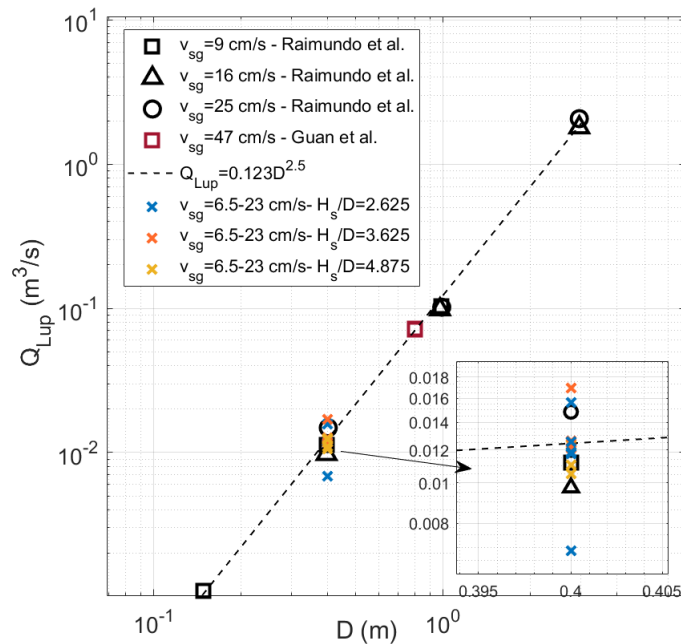 10^1
v_sg=9 cm/s - Raimundo et al.
v_sg=16 cm/s - Raimundo et al.
v_sg=25 cm/s - Raimundo et al.
v_sg=47 cm/s - Guan et al.
Q_Lup=0.123D^2.5
v_sg=6.5-23 cm/s- H_s/D=2.625
v_sg=6.5-23 cm/s- H_s/D=3.625
v_sg=6.5-23 cm/s- H_s/D=4.875
10^0
10^-1
10^-2
Q_Lup (m^3/s)
0.018
0.016
0.014
0.012
0.01
0.008
0.395
0.4
0.405
10^-1
10^0
D (m)